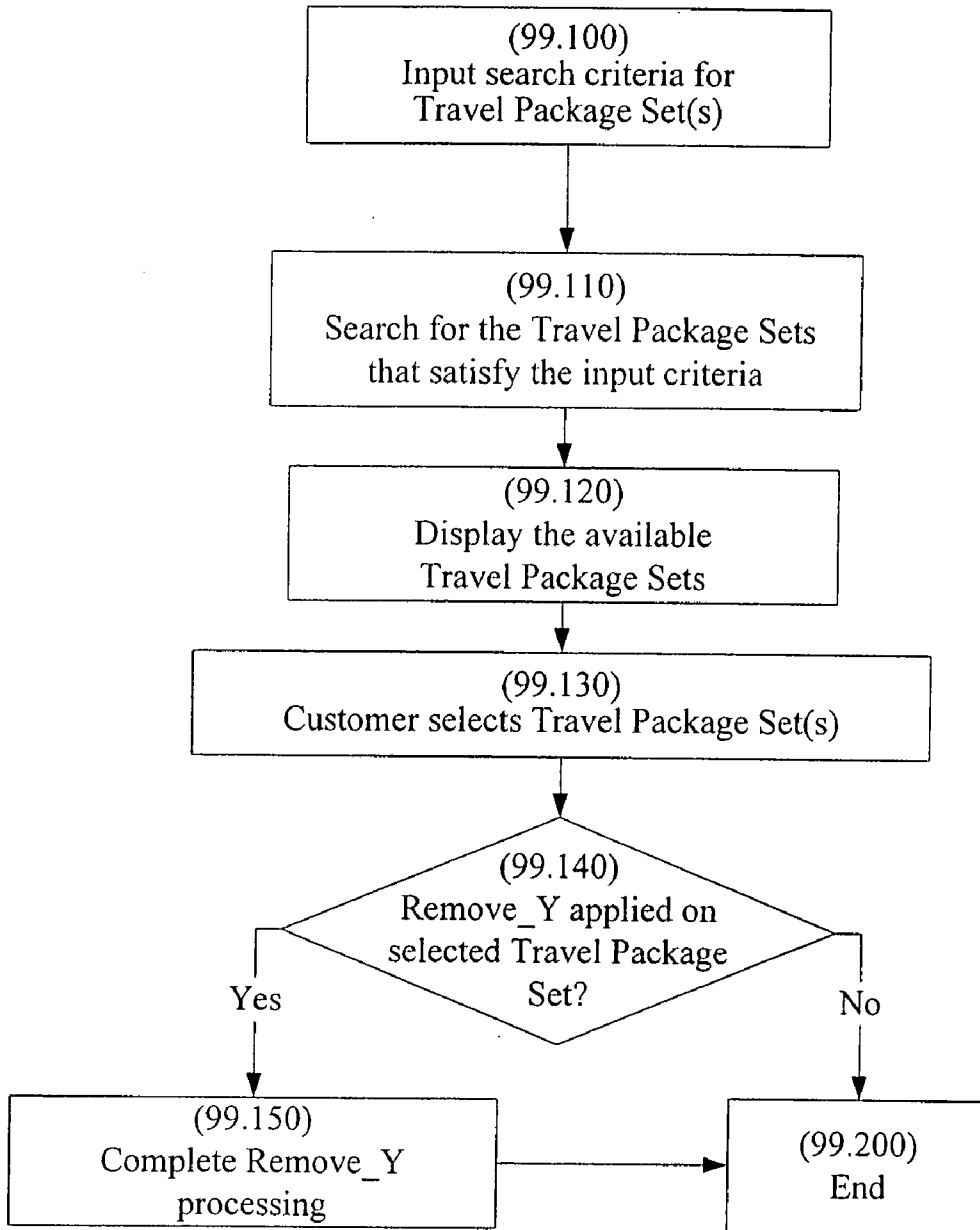 (99.100)
Input search criteria for
Travel Package Set(s)
(99.110)
Search for the Travel Package Sets
that satisfy the input criteria
(99.120)
Display the available
Travel Package Sets
(99.130)
Customer selects Travel Package Set(s)
(99.140)
Remove_Y applied on
selected Travel Package
Set?
Yes
No
(99.150)
Complete Remove_Y
processing
(99.200)
End